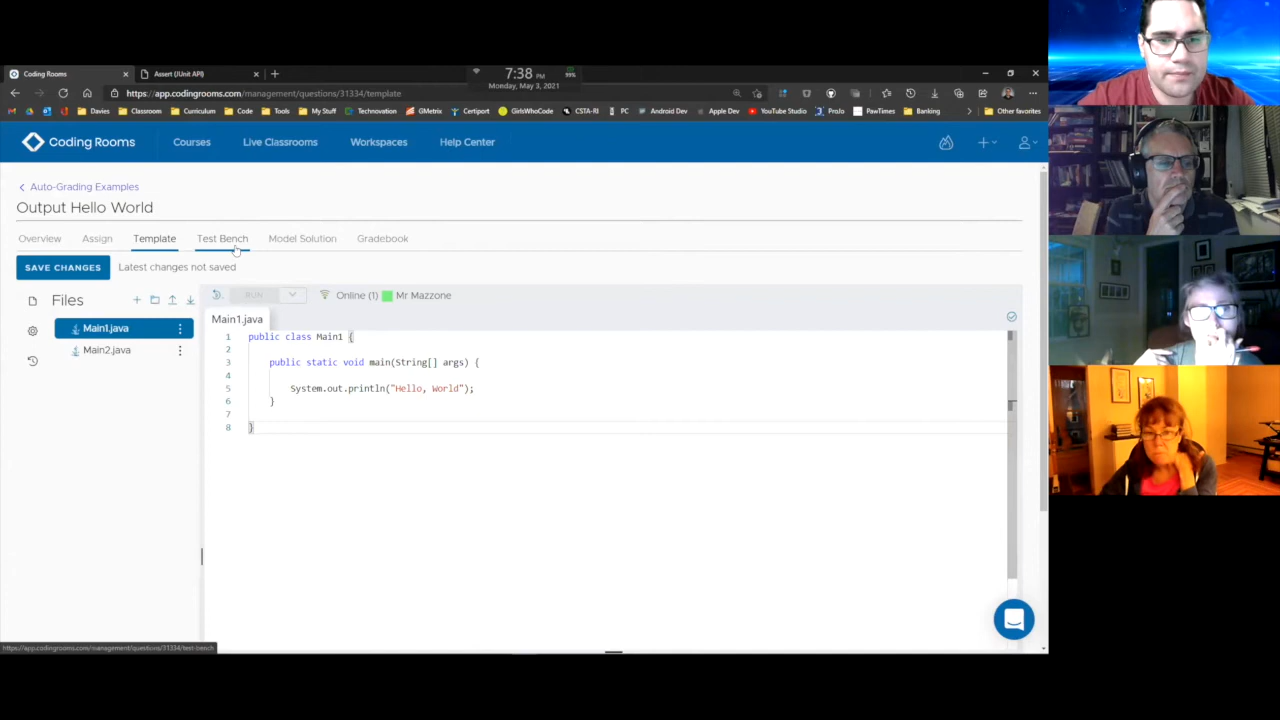 Coding Rooms
Assert (JUnit API)
7:38 PM
99%
Monday, May 3, 2021
https://app.codingrooms.com/management/questions/31334/template
Davies
Classroom
Curriculum
Code
Tools
My Stuff
Technovation
GMetrix
Certiport
GirlsWhoCode
CSTA-RI
PC
Android Dev
Apple Dev
YouTube Studio
ProJo
PawTimes
Banking
Other favorites
Coding Rooms
Courses
Live Classrooms
Workspaces
Help Center
Auto-Grading Examples
Output Hello World
Overview
Assign
Template
Test Bench
Model Solution
Gradebook
SAVE CHANGES
Latest changes not saved
Files
RUN
Online (1)
Mr Mazzone
Main1.java
Main2.java
Main1.java
1 public class Main1 {
2
3 public static void main(String[] args) {
4
5 System.out.println("Hello, World");
6 }
7
8 }
https://app.codingrooms.com/management/questions/31334/test-bench